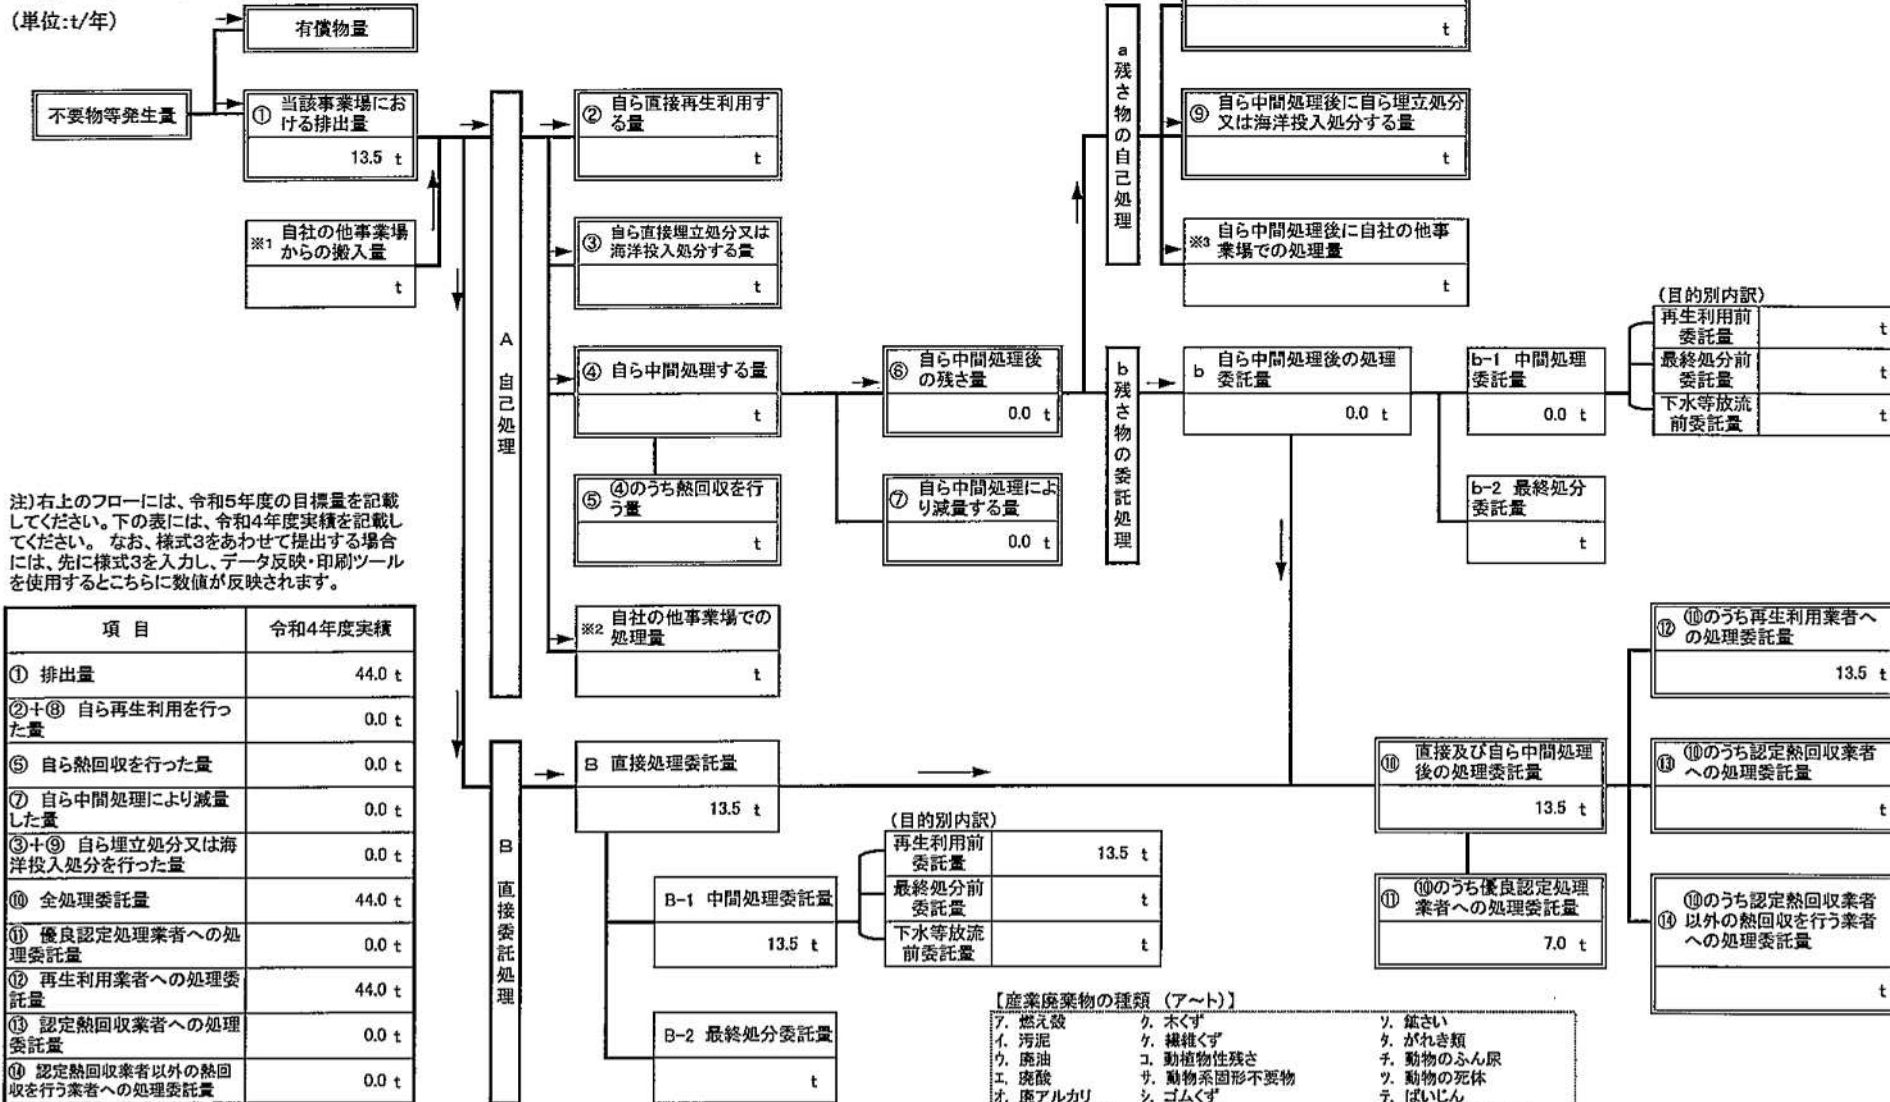 (単位:t/年)
有償物量
不要物等発生量
① 当該事業場にお
ける排出量
13.5 t
※1 自社の他事業場
からの搬入量
t
A 自己処理
② 自ら直接再生利用す
る量
t
③ 自ら直接埋立処分又は
海洋投入処分する量
t
④ 自ら中間処理する量
t
⑤ ④のうち熱回収を行
う量
t
※2 自社の他事業場での
処理量
t
⑥ 自ら中間処理後
の残さ量
0.0 t
⑦ 自ら中間処理によ
り減量する量
0.0 t
a 残さ物の自己処理
t
⑨ 自ら中間処理後に自ら埋立処分
又は海洋投入処分する量
t
※3 自ら中間処理後に自社の他事
業場での処理量
t
b 残さ物の委託処理
b 自ら中間処理後の処理
委託量
0.0 t
b-1 中間処理
委託量
0.0 t
(目的別内訳)
再生利用前
委託量 t
最終処分前
委託量 t
下水等放流
前委託量 t
b-2 最終処分
委託量
t
注)右上のフローには、令和5年度の目標量を記載
してください。下の表には、令和4年度実績を記載し
てください。 なお、様式3をあわせて提出する場合
には、先に様式3を入力し、データ反映・印刷ツール
を使用するとこちらに数値が反映されます。
項 目 令和4年度実績
① 排出量 44.0 t
②+⑧ 自ら再生利用を行っ
た量 0.0 t
⑤ 自ら熱回収を行った量 0.0 t
⑦ 自ら中間処理により減量
した量 0.0 t
③+⑨ 自ら埋立処分又は海
洋投入処分を行った量 0.0 t
⑩ 全処理委託量 44.0 t
⑪ 優良認定処理業者への処
理委託量 0.0 t
⑫ 再生利用業者への処理委
託量 44.0 t
⑬ 認定熱回収業者への処理
委託量 0.0 t
⑭ 認定熱回収業者以外の熱回
収を行う業者への処理委託量 0.0 t
B 直接委託処理
B 直接処理委託量
13.5 t
B-1 中間処理委託量
13.5 t
(目的別内訳)
再生利用前
委託量 13.5 t
最終処分前
委託量 t
下水等放流
前委託量 t
B-2 最終処分委託量
t
⑩ 直接及び自ら中間処理
後の処理委託量
13.5 t
⑪ ⑩のうち優良認定処理
業者への処理委託量
7.0 t
⑫ ⑩のうち再生利用業者へ
の処理委託量
13.5 t
⑬ ⑩のうち認定熱回収業者
への処理委託量
t
⑭ ⑩のうち認定熱回収業者
以外の熱回収を行う業者
への処理委託量
t
【産業廃棄物の種類 (ア~ト)】
ア. 燃え殻 ク. 木くず ソ. 鉱さい
イ. 汚泥 ケ. 繊維くず タ. がれき類
ウ. 廃油 コ. 動植物性残さ チ. 動物のふん尿
エ. 廃酸 サ. 動物系固形不要物 ツ. 動物の死体
オ. 廃アルカリ シ. ゴムくず テ. ばいじん